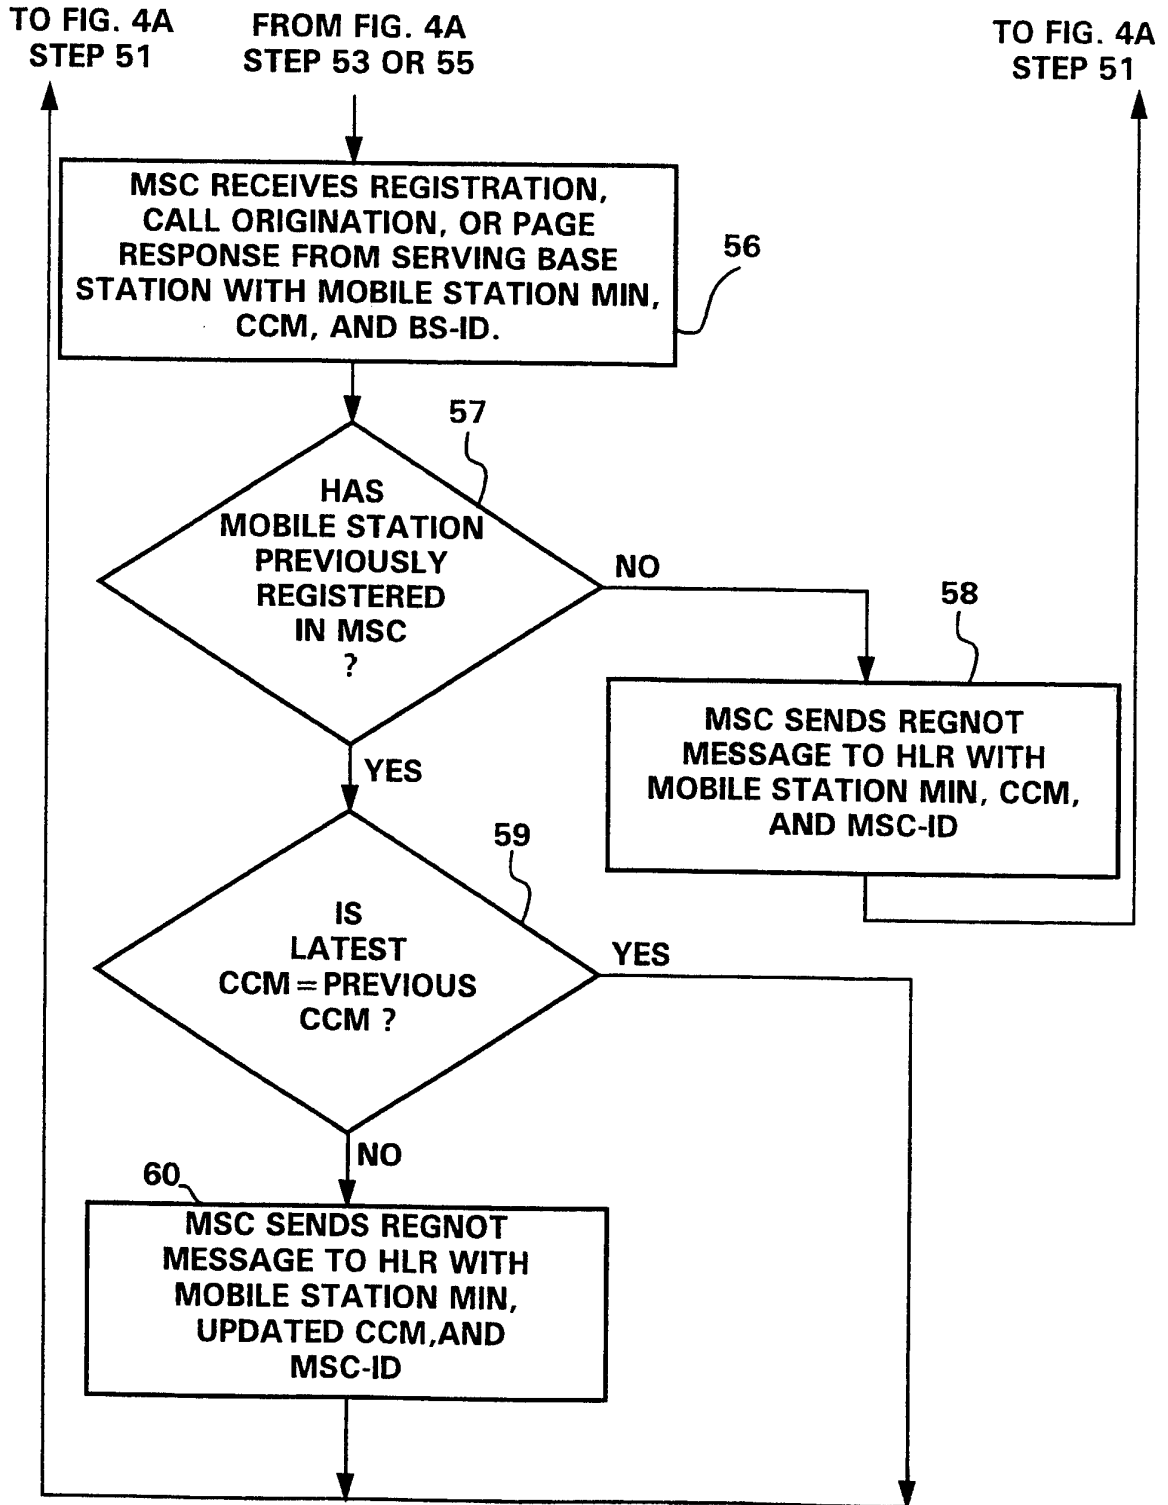 TO FIG. 4A
STEP 51
FROM FIG. 4A
STEP 53 OR 55
TO FIG. 4A
STEP 51
MSC RECEIVES REGISTRATION,
CALL ORIGINATION, OR PAGE
RESPONSE FROM SERVING BASE
STATION WITH MOBILE STATION MIN,
CCM, AND BS-ID.
56
57
HAS
MOBILE STATION
PREVIOUSLY
REGISTERED
IN MSC
?
NO
58
MSC SENDS REGNOT
MESSAGE TO HLR WITH
MOBILE STATION MIN, CCM,
AND MSC-ID
YES
59
IS
LATEST
CCM=PREVIOUS
CCM ?
YES
NO
60
MSC SENDS REGNOT
MESSAGE TO HLR WITH
MOBILE STATION MIN,
UPDATED CCM,AND
MSC-ID